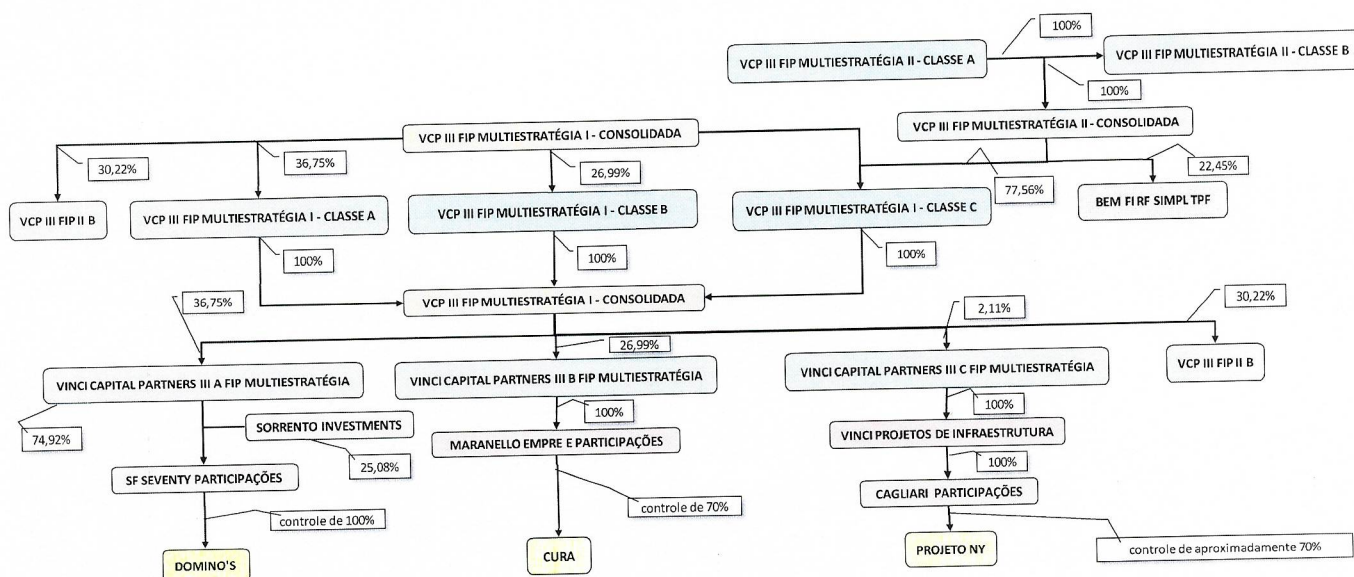 100%
VCP III FIP MULTIESTRATÉGIA II - CLASSE A
VCP III FIP MULTIESTRATÉGIA II - CLASSE B
100%
VCP III FIP MULTIESTRATÉGIA I - CONSOLIDADA
VCP III FIP MULTIESTRATÉGIA II - CONSOLIDADA
30,22%
36,75%
26,99%
77,56%
22,45%
VCP III FIP II B
VCP III FIP MULTIESTRATÉGIA I - CLASSE A
VCP III FIP MULTIESTRATÉGIA I - CLASSE B
VCP III FIP MULTIESTRATÉGIA I - CLASSE C
BEM FI RF SIMPL TPF
100%
100%
100%
VCP III FIP MULTIESTRATÉGIA I - CONSOLIDADA
36,75%
26,99%
2,11%
30,22%
VINCI CAPITAL PARTNERS III A FIP MULTIESTRATÉGIA
VINCI CAPITAL PARTNERS III B FIP MULTIESTRATÉGIA
VINCI CAPITAL PARTNERS III C FIP MULTIESTRATÉGIA
VCP III FIP II B
74,92%
SORRENTO INVESTMENTS
25,08%
100%
100%
MARANELLO EMPRE E PARTICIPAÇÕES
VINCI PROJETOS DE INFRAESTRUTURA
100%
SF SEVENTY PARTICIPAÇÕES
CAGLIARI PARTICIPAÇÕES
controle de 100%
controle de 70%
controle de aproximadamente 70%
DOMINO'S
CURA
PROJETO NY